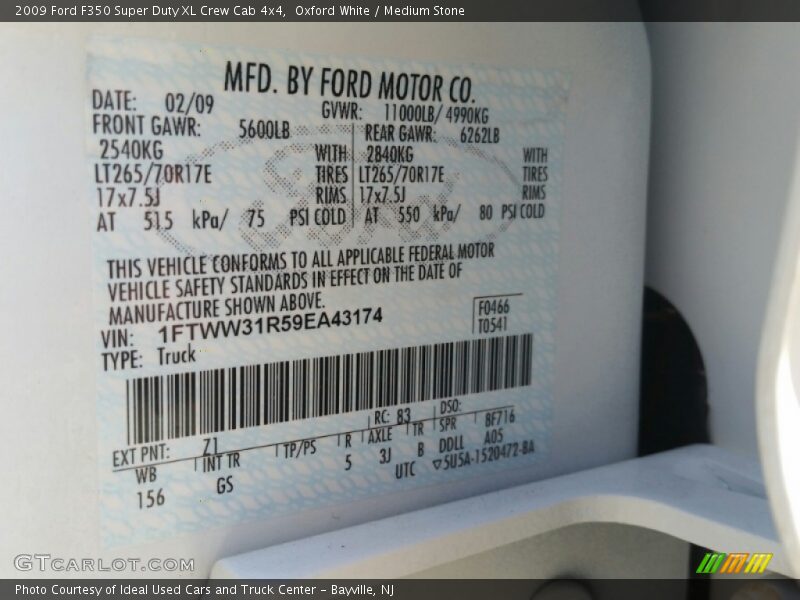 2009 Ford F350 Super Duty XL Crew Cab 4x4,  Oxford White / Medium Stone
MFD. BY FORD MOTOR CO.
DATE: 02/09 GVWR: 11000LB/ 4990KG
FRONT GAWR: 5600LB REAR GAWR: 6262LB
2540KG WITH 2840KG WITH
LT265/70R17E TIRES LT265/70R17E TIRES
17x7.5J RIMS 17x7.5J RIMS
AT 515 kPa/ 75 PSI COLD AT 550 kPa/ 80 PSI COLD
THIS VEHICLE CONFORMS TO ALL APPLICABLE FEDERAL MOTOR
VEHICLE SAFETY STANDARDS IN EFFECT ON THE DATE OF
MANUFACTURE SHOWN ABOVE.
VIN: 1FTWW31R59EA43174 F0466
TYPE: Truck T0541
EXT PNT: Z1 RC: 83 DSO:
WB INT TR TP/PS R AXLE TR SPR 8F716
156 GS 5 3J B DDLL A05
UTC ▽5U5A-1520472-BA
GTCARLOT.COM
Photo Courtesy of Ideal Used Cars and Truck Center – Bayville, NJ